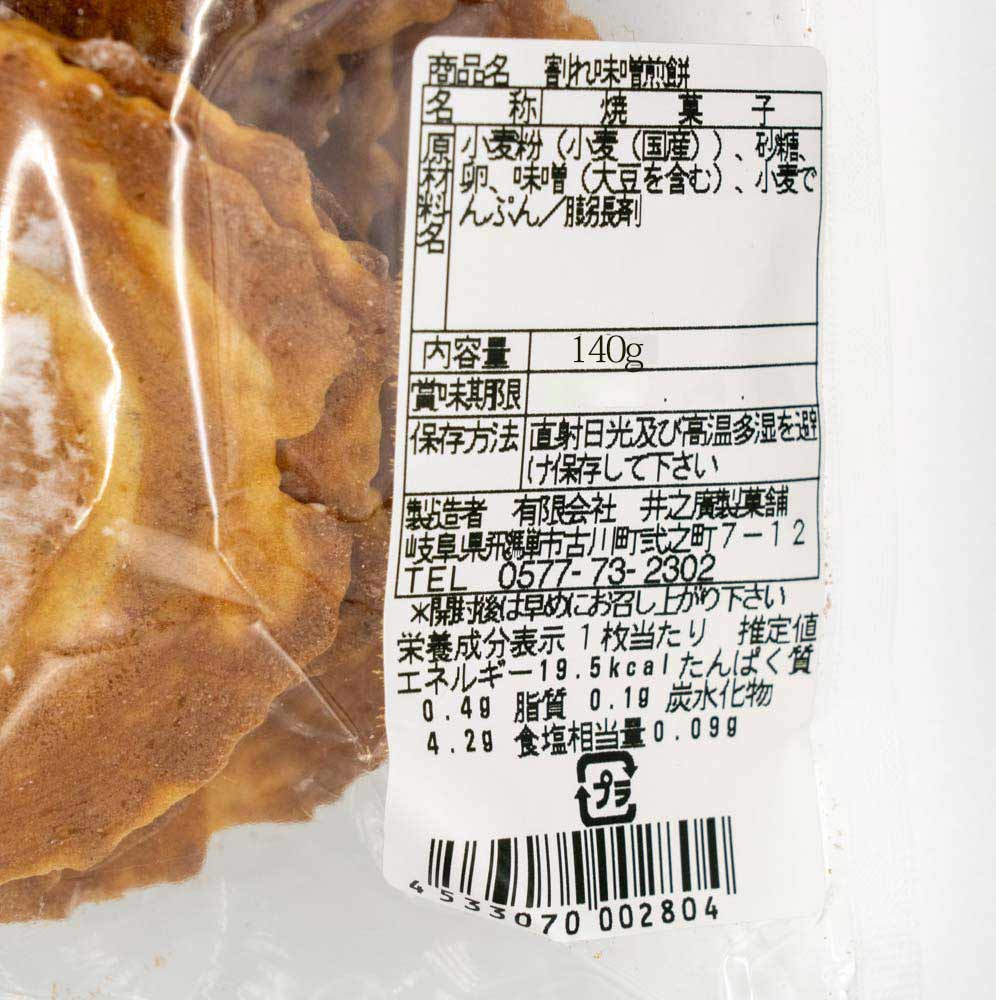 商品名 割れ味噌煎餅
名称 焼菓子
原材料名 小麦粉（小麦（国産））、砂糖、
卵、味噌（大豆を含む）、小麦で
んぷん／膨張剤
内容量 140g
賞味期限
保存方法 直射日光及び高温多湿を避
け保存して下さい
製造者 有限会社 井之廣製菓舗
岐阜県飛騨市古川町弐之町7－12
TEL 0577-73-2302
※開封後は早めにお召し上がり下さい
栄養成分表示 1枚当たり 推定値
エネルギー19.5kcalたんぱく質
0.4g 脂質 0.1g 炭水化物
4.2g 食塩相当量0.09g
プラ
4 533070 002804